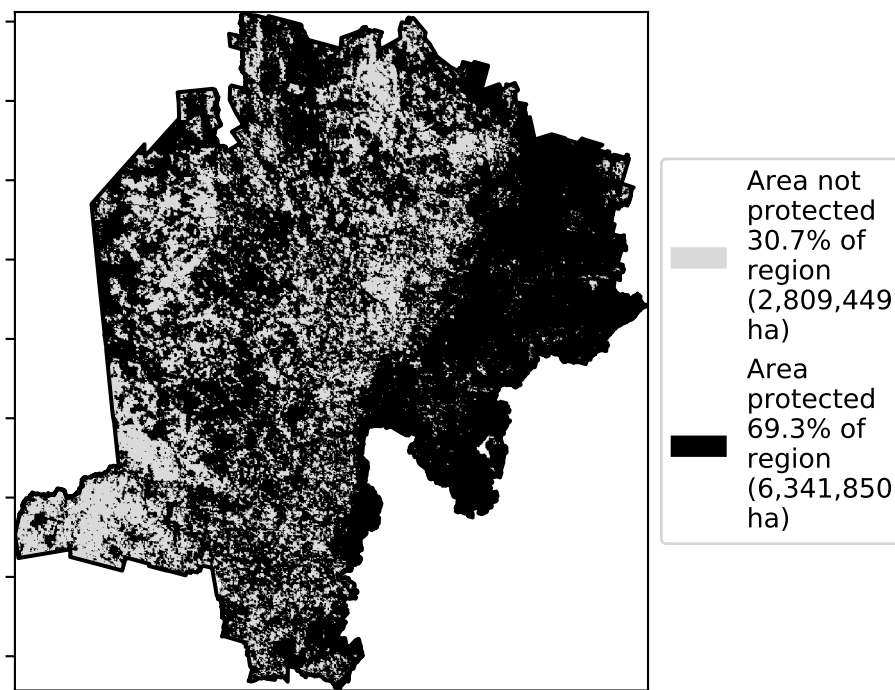 Area not
protected
30.7% of
region
(2,809,449
ha)
Area
protected
69.3% of
region
(6,341,850
ha)